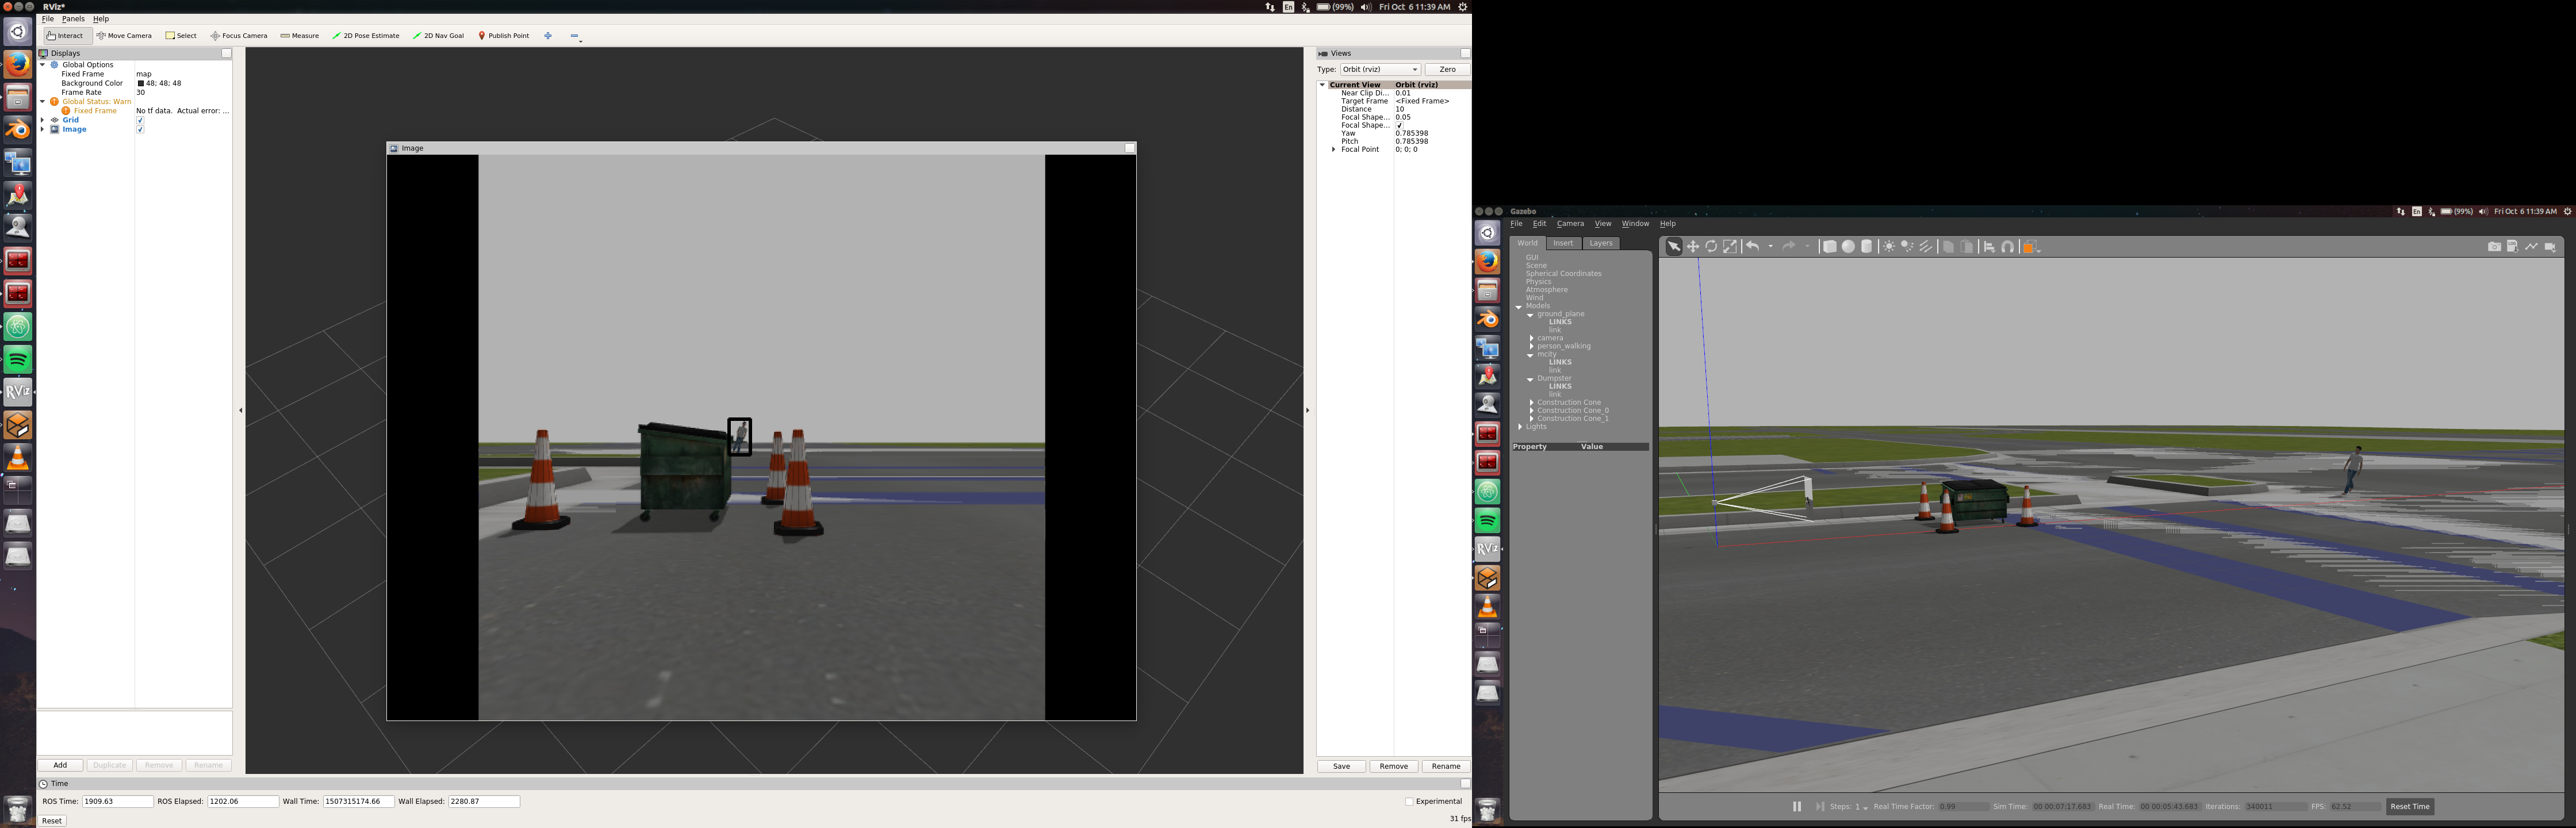 RViz*
En (99%) Fri Oct 6 11:39 AM
File Panels Help
Interact Move Camera Select Focus Camera Measure 2D Pose Estimate 2D Nav Goal Publish Point
Displays
Global Options
Fixed Frame map
Background Color 48; 48; 48
Frame Rate 30
Global Status: Warn
Fixed Frame No tf data. Actual error: ...
Grid
Image
Add Duplicate Remove Rename
Image
Views
Type: Orbit (rviz) Zero
Current View Orbit (rviz)
Near Clip Di... 0.01
Target Frame <Fixed Frame>
Distance 10
Focal Shape... 0.05
Focal Shape...
Yaw 0.785398
Pitch 0.785398
Focal Point 0; 0; 0
Save Remove Rename
Time
ROS Time: 1909.63 ROS Elapsed: 1202.06 Wall Time: 1507315174.66 Wall Elapsed: 2280.87 Experimental
Reset 31 fps
RViz
Gazebo
En (99%) Fri Oct 6 11:39 AM
File Edit Camera View Window Help
World Insert Layers
GUI
Scene
Spherical Coordinates
Physics
Atmosphere
Wind
Models
ground_plane
LINKS
link
camera
person_walking
mcity
LINKS
link
Dumpster
LINKS
link
Construction Cone
Construction Cone_0
Construction Cone_1
Lights
Property Value
RViz
Steps: 1 Real Time Factor: 0.99 Sim Time: 00 00:07:17.683 Real Time: 00 00:05:43.683 Iterations: 340011 FPS: 62.52 Reset Time